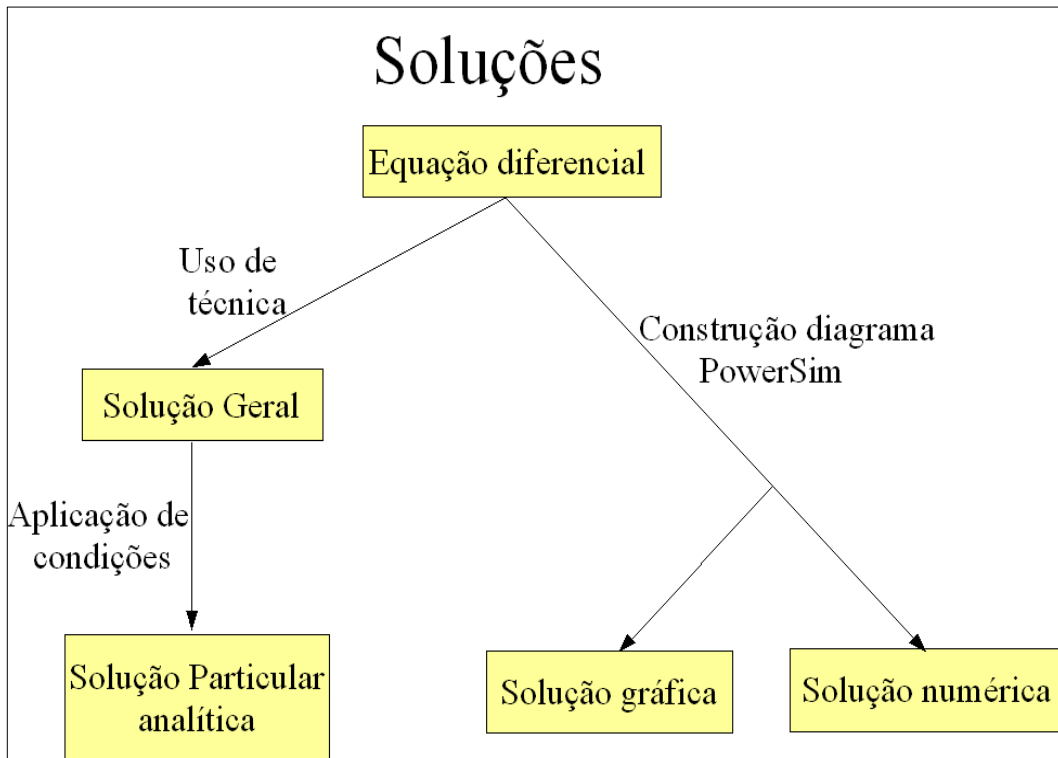 Soluções
Equação diferencial
Uso de
técnica
Construção diagrama
PowerSim
Solução Geral
Aplicação de
condições
Solução Particular
analítica
Solução gráfica
Solução numérica